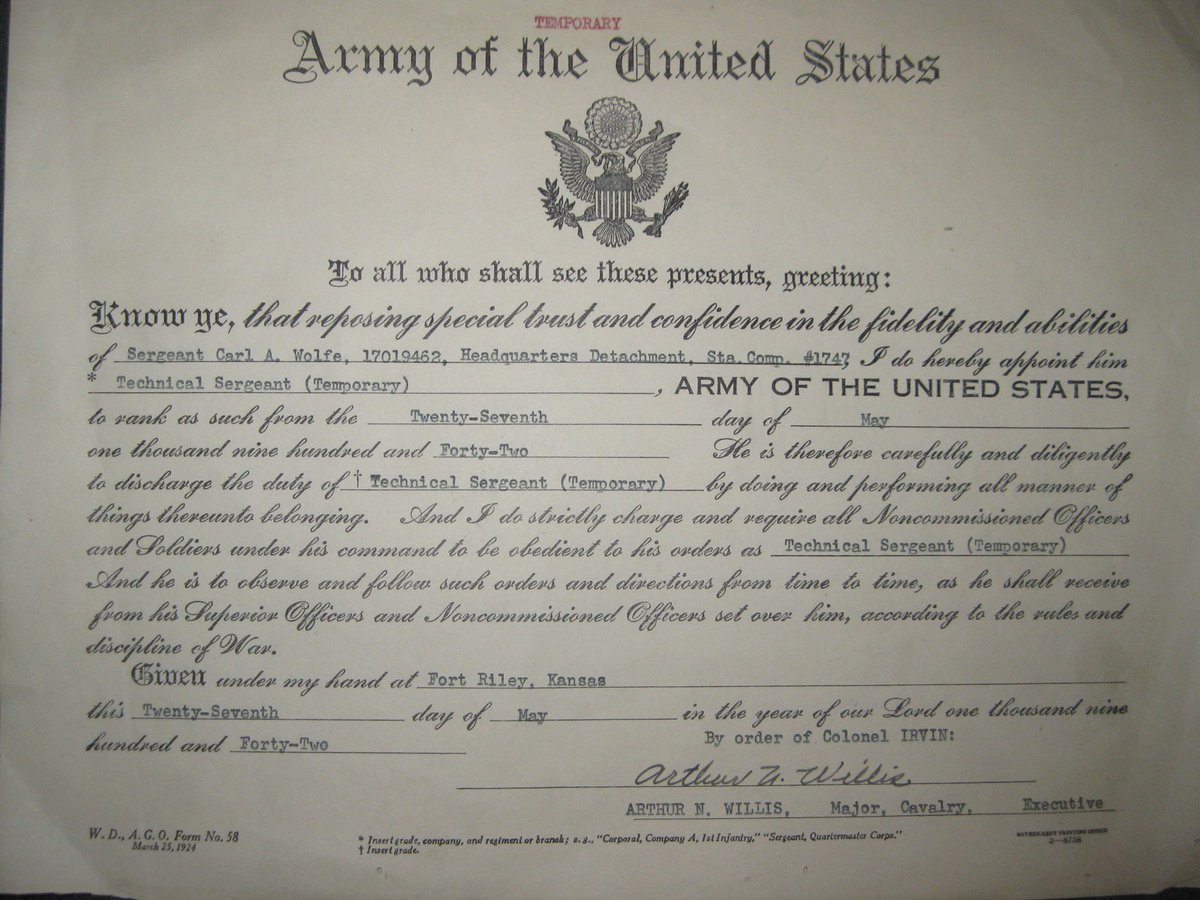 TEMPORARY
Army of the United States
To all who shall see these presents, greeting:
Know ye, that reposing special trust and confidence in the fidelity and abilities
of Sergeant Carl A. Wolfe, 17019462, Headquarters Detachment, Sta.Comp. #1747, I do hereby appoint him
* Technical Sergeant (Temporary), ARMY OF THE UNITED STATES,
to rank as such from the Twenty-Seventh day of May
one thousand nine hundred and Forty-Two He is therefore carefully and diligently
to discharge the duty of † Technical Sergeant (Temporary) by doing and performing all manner of
things thereunto belonging. And I do strictly charge and require all Noncommissioned Officers
and Soldiers under his command to be obedient to his orders as Technical Sergeant (Temporary)
And he is to observe and follow such orders and directions from time to time, as he shall receive
from his Superior Officers and Noncommissioned Officers set over him, according to the rules and
discipline of War.
Given under my hand at Fort Riley, Kansas
this Twenty-Seventh day of May in the year of our Lord one thousand nine
hundred and Forty-Two By order of Colonel IRVIN:
Arthur N. Willis
ARTHUR N. WILLIS, Major, Cavalry, Executive
W. D., A. G. O. Form No. 58
March 25, 1924
* Insert grade, company, and regiment or branch; e. g., "Corporal, Company A, 1st Infantry," "Sergeant, Quartermaster Corps."
† Insert grade.
GOVERNMENT PRINTING OFFICE